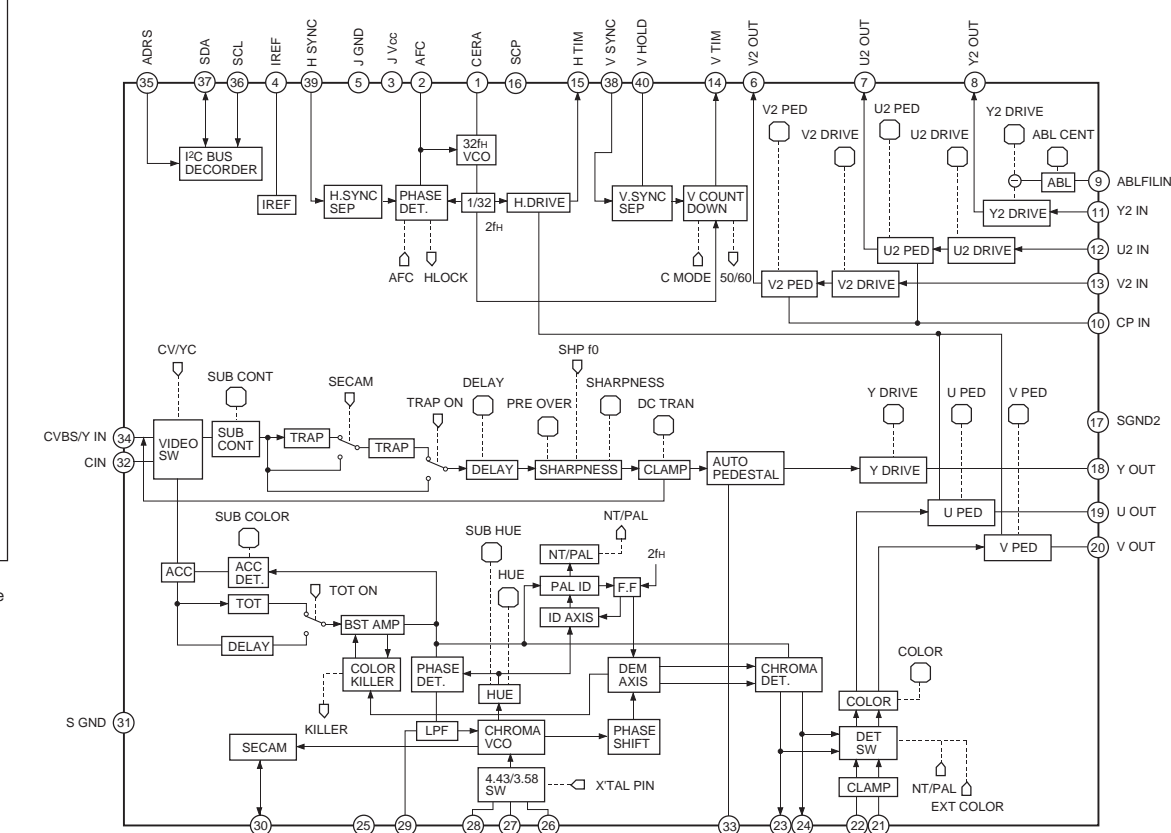 ADRS
SDA
SCL
IREF
H SYNC
J GND
J Vcc
AFC
CERA
SCP
H TIM
V SYNC
V HOLD
V TIM
V2 OUT
U2 OUT
Y2 OUT
35
37
36
4
39
5
3
2
1
16
15
38
40
14
6
7
8
V2 PED
V2 DRIVE
U2 PED
U2 DRIVE
Y2 DRIVE
ABL CENT
I²C BUS
DECORDER
IREF
H.SYNC
SEP
PHASE
DET.
32fH
VCO
1/32
2fH
H.DRIVE
V.SYNC
SEP
V COUNT
DOWN
AFC
HLOCK
C MODE
50/60
ABL
9
ABLFILIN
Y2 DRIVE
11
Y2 IN
U2 PED
U2 DRIVE
12
U2 IN
V2 PED
V2 DRIVE
13
V2 IN
10
CP IN
CV/YC
SUB CONT
SECAM
TRAP ON
DELAY
PRE OVER
SHP f0
SHARPNESS
DC TRAN
Y DRIVE
U PED
V PED
17
SGND2
CVBS/Y IN
34
CIN
32
VIDEO
SW
SUB
CONT
TRAP
TRAP
DELAY
SHARPNESS
CLAMP
AUTO
PEDESTAL
Y DRIVE
18
Y OUT
U PED
19
U OUT
V PED
20
V OUT
SUB COLOR
ACC
ACC
DET.
TOT ON
TOT
DELAY
BST AMP
SUB HUE
HUE
NT/PAL
NT/PAL
PAL ID
ID AXIS
F.F
2fH
e
COLOR
KILLER
PHASE
DET.
HUE
DEM
AXIS
CHROMA
DET.
COLOR
COLOR
S GND
31
KILLER
LPF
CHROMA
VCO
PHASE
SHIFT
DET
SW
SECAM
4.43/3.58
SW
X'TAL PIN
CLAMP
NT/PAL
EXT COLOR
30
25
29
28
27
26
33
23
24
22
21